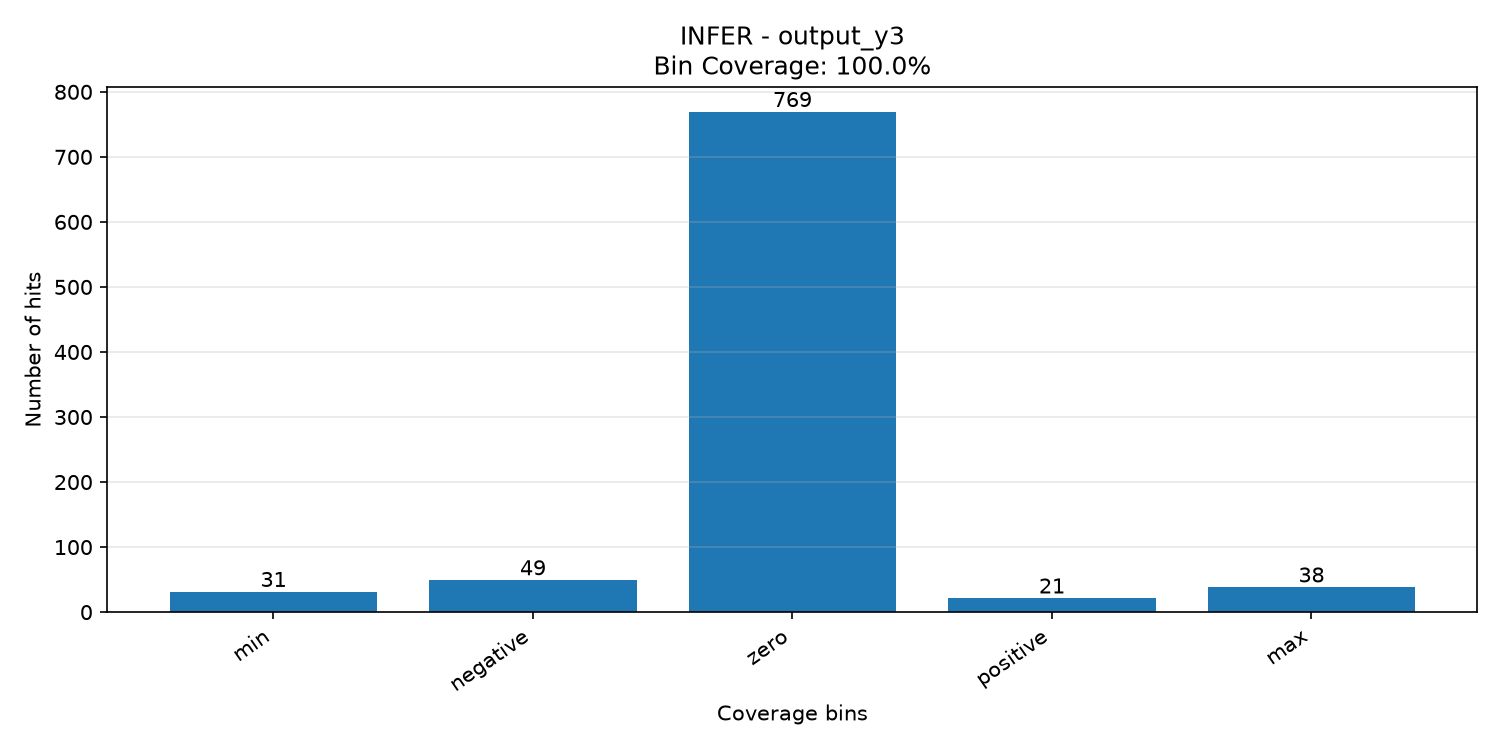 INFER - output_y3
Bin Coverage: 100.0%
Number of hits
800
700
600
500
400
300
200
100
0
31
49
769
21
38
min
negative
zero
positive
max
Coverage bins